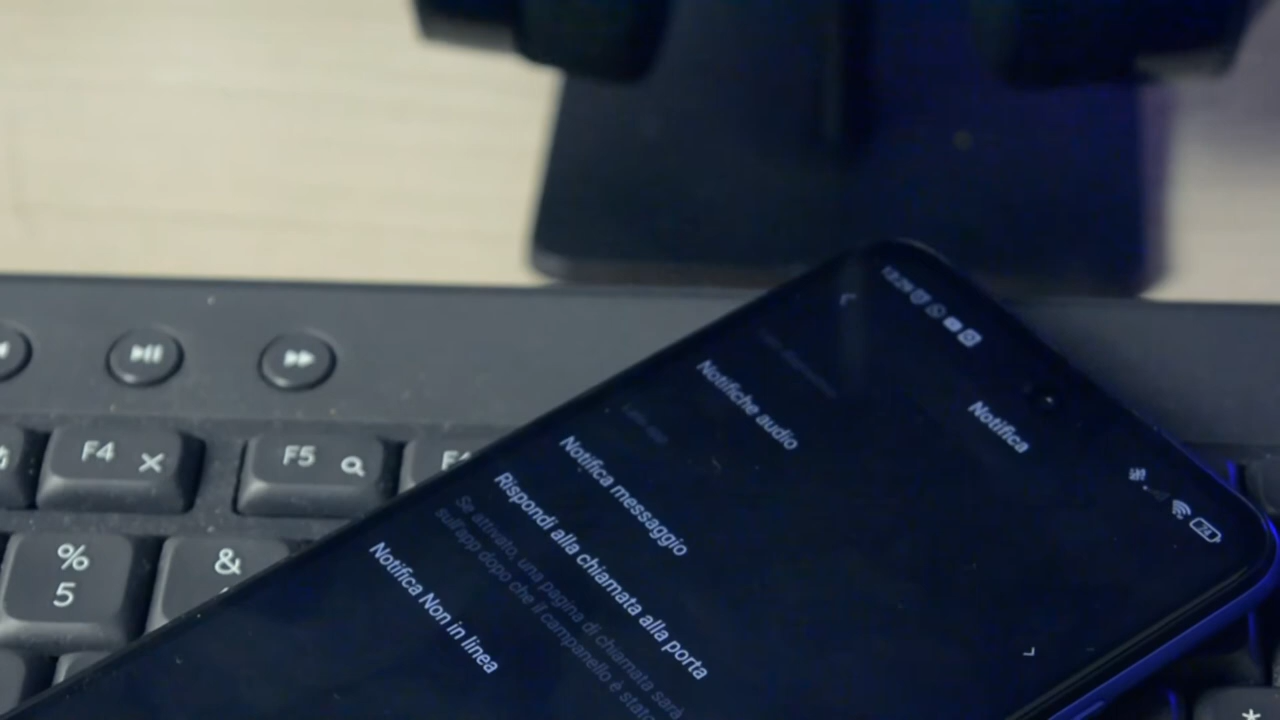 Notifica
Notifiche audio
Notifica messaggio
Rispondi alla chiamata alla porta
Se attivato, una pagina di chiamata sarà
sull'app dopo che il campanello è stato
Notifica Non in linea
F4
F5
%
5
&
*